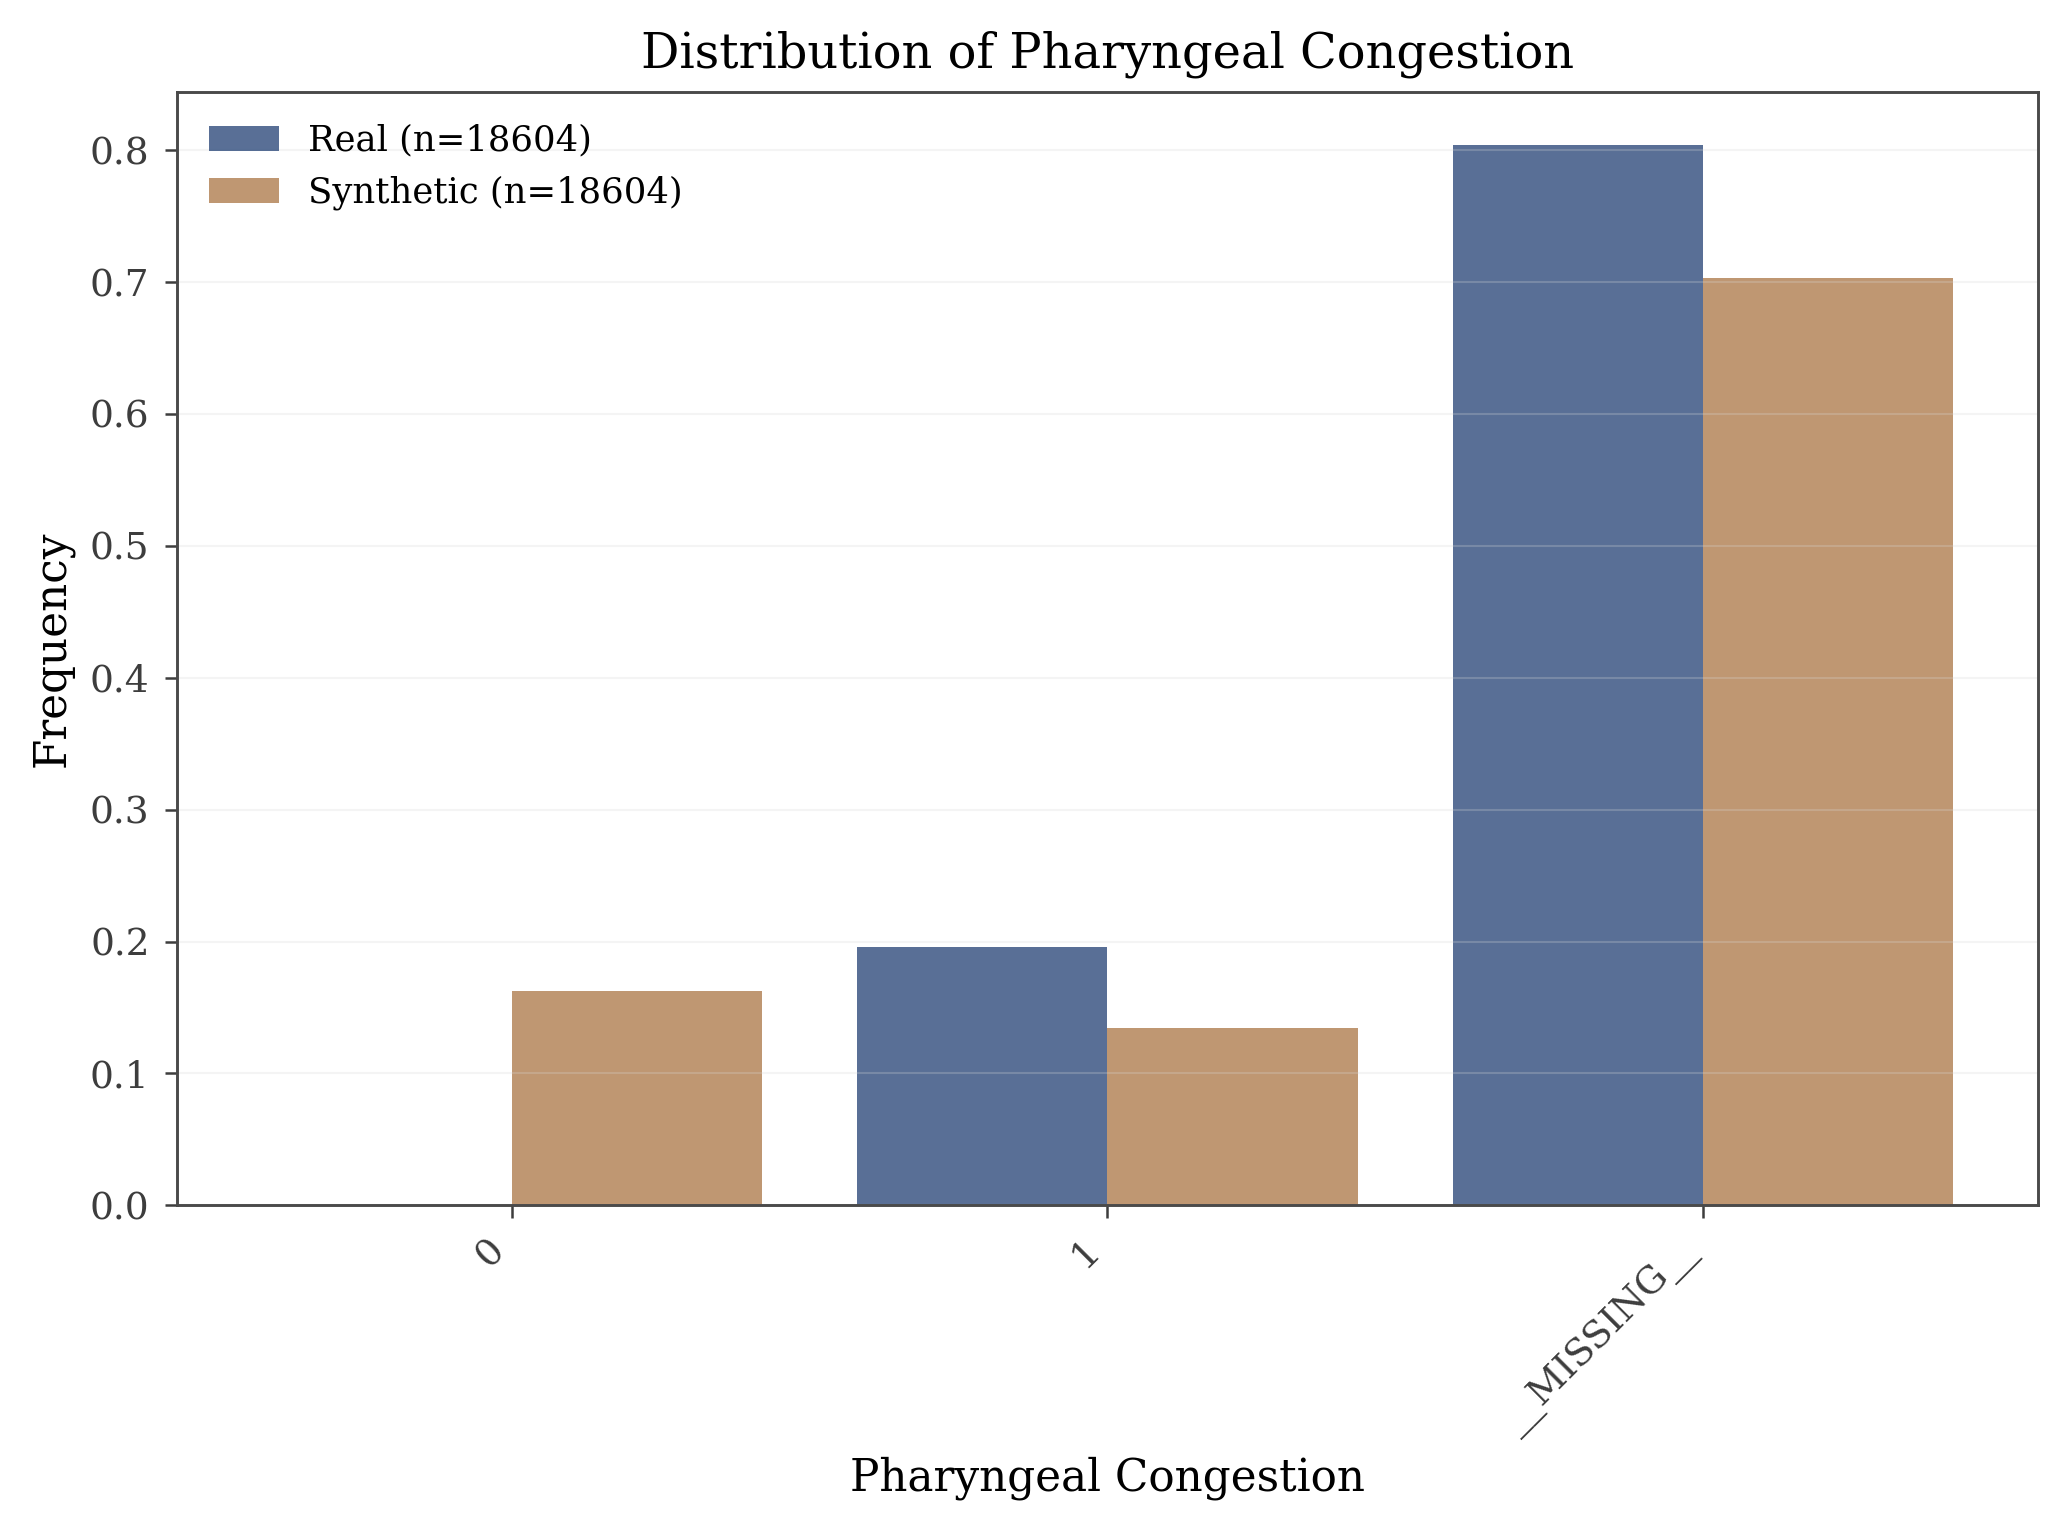 Distribution of Pharyngeal Congestion
Real (n=18604)
Synthetic (n=18604)
Frequency
0.8
0.7
0.6
0.5
0.4
0.3
0.2
0.1
0.0
0
1
__MISSING__
Pharyngeal Congestion